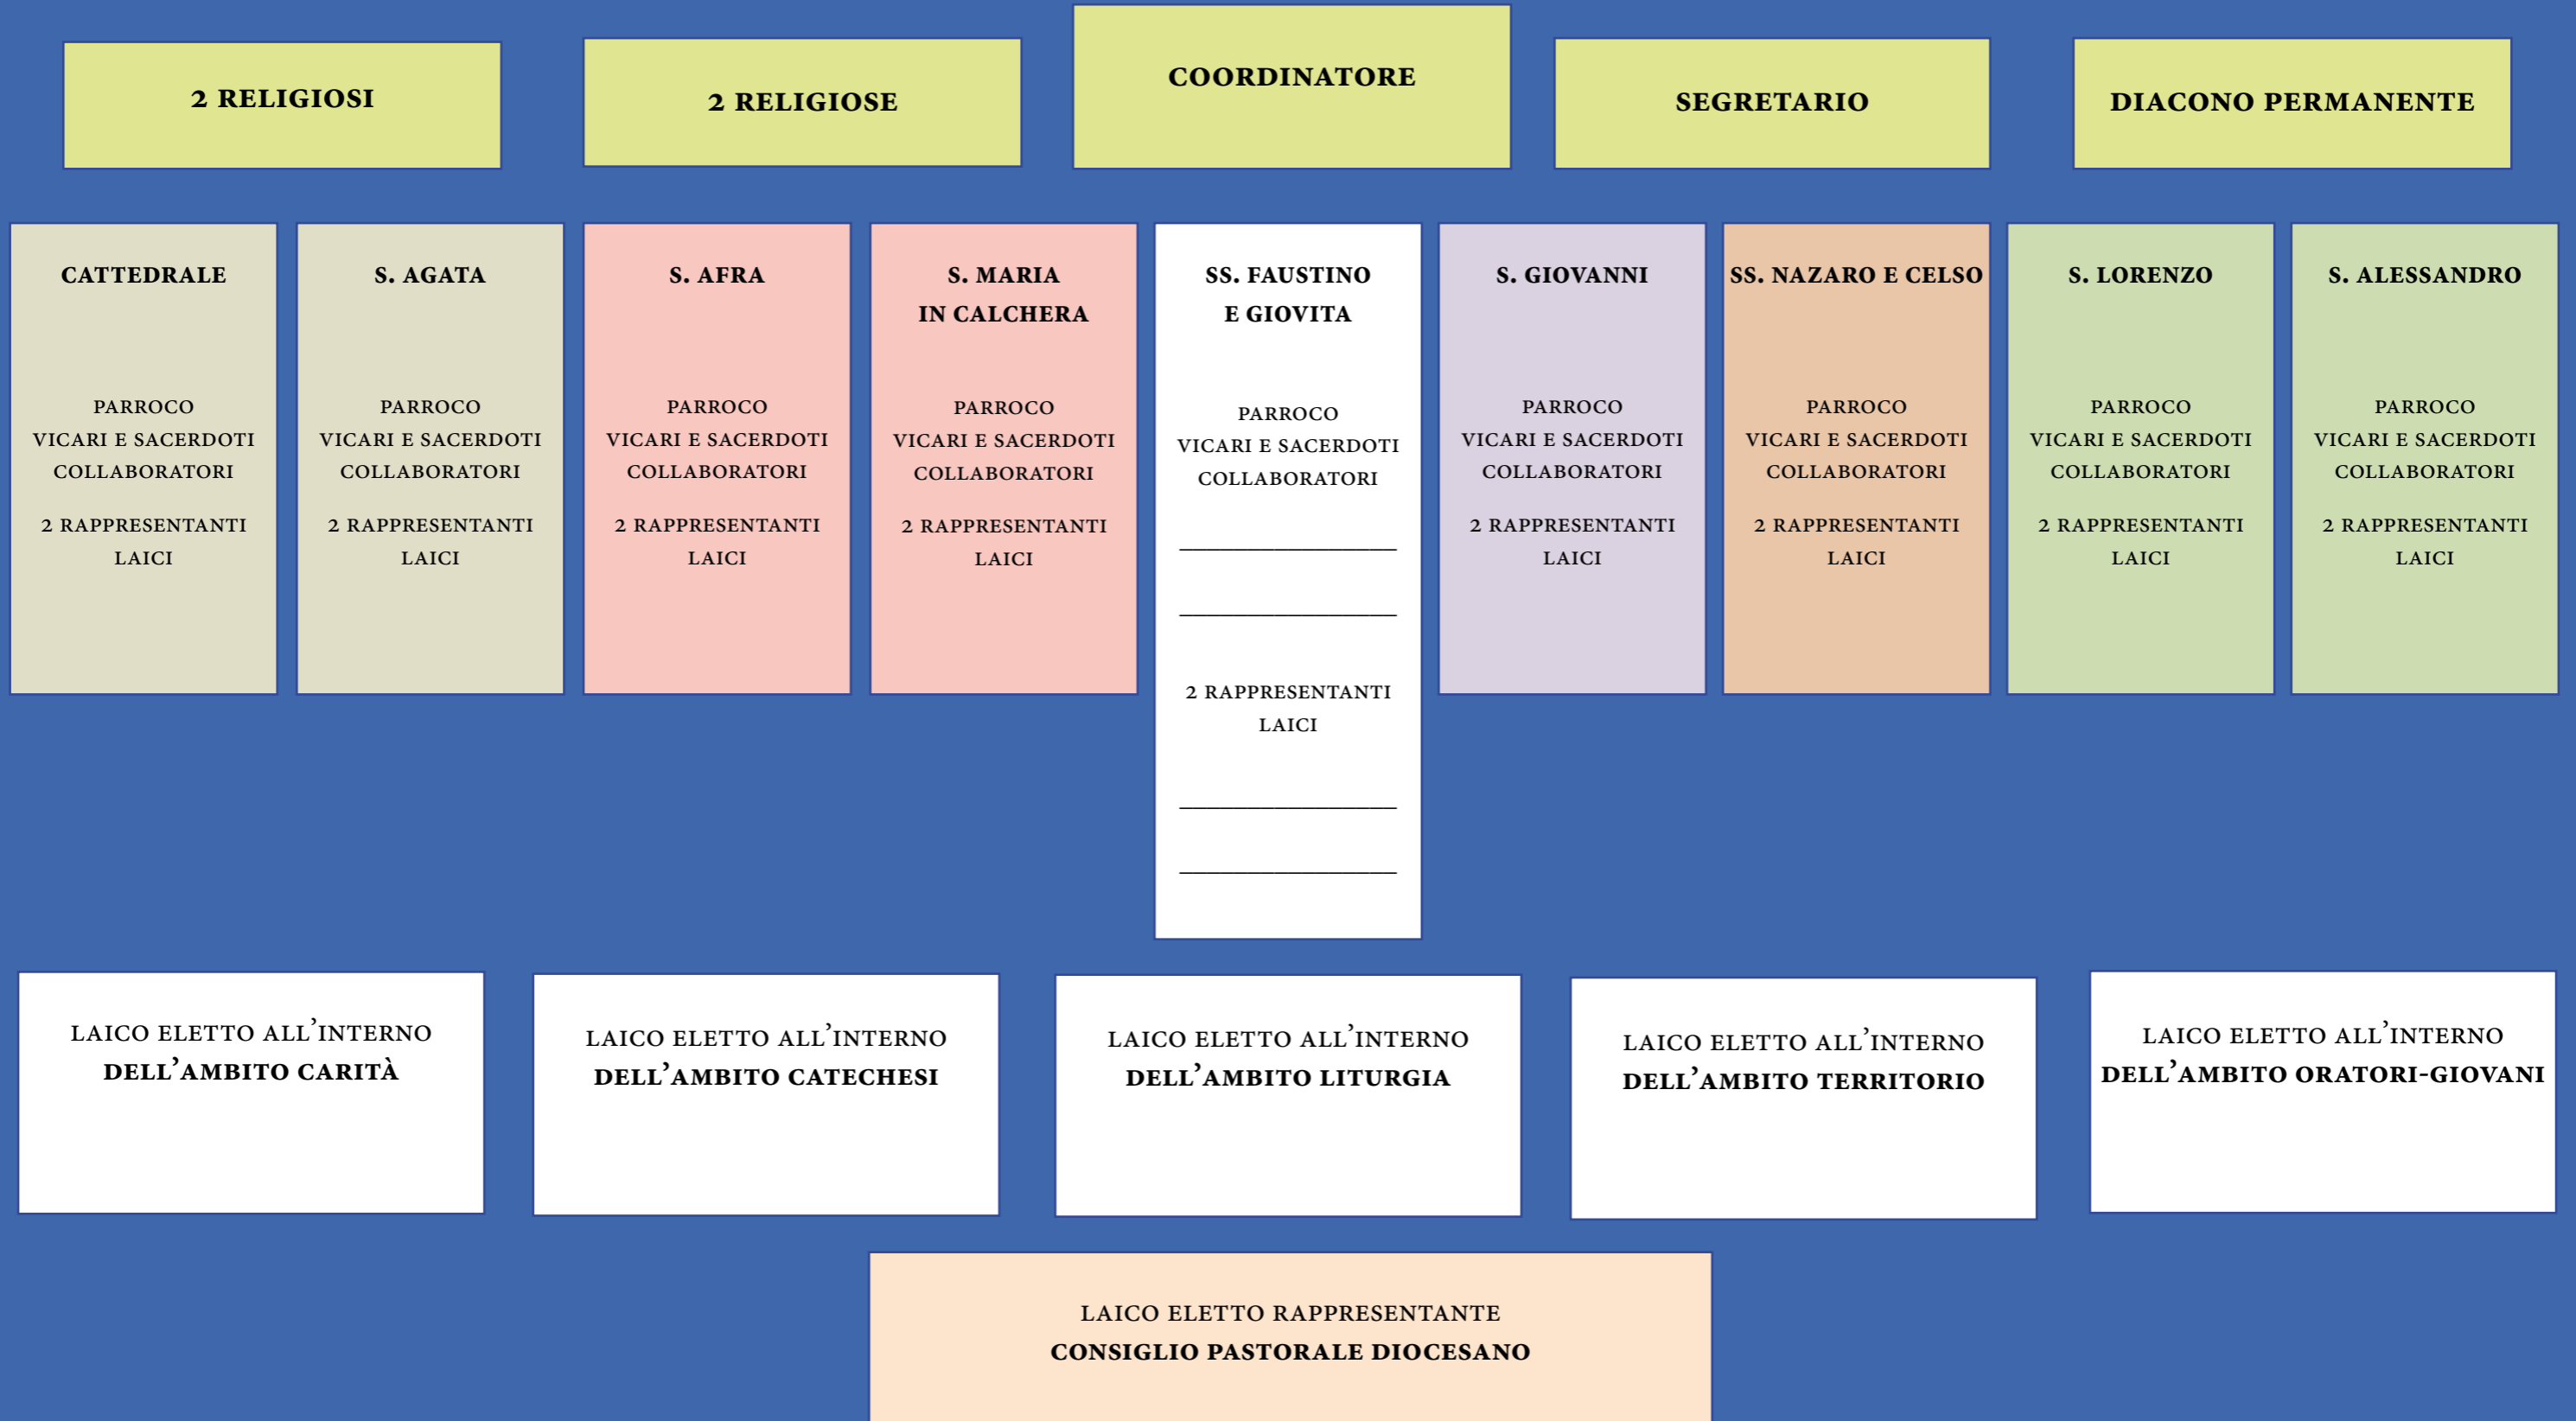 2 RELIGIOSI
2 RELIGIOSE
COORDINATORE
SEGRETARIO
DIACONO PERMANENTE
CATTEDRALE
PARROCO
VICARI E SACERDOTI
COLLABORATORI
2 RAPPRESENTANTI
LAICI
S. AGATA
PARROCO
VICARI E SACERDOTI
COLLABORATORI
2 RAPPRESENTANTI
LAICI
S. AFRA
PARROCO
VICARI E SACERDOTI
COLLABORATORI
2 RAPPRESENTANTI
LAICI
S. MARIA
IN CALCHERA
PARROCO
VICARI E SACERDOTI
COLLABORATORI
2 RAPPRESENTANTI
LAICI
SS. FAUSTINO
E GIOVITA
PARROCO
VICARI E SACERDOTI
COLLABORATORI
________________
________________
2 RAPPRESENTANTI
LAICI
________________
________________
S. GIOVANNI
PARROCO
VICARI E SACERDOTI
COLLABORATORI
2 RAPPRESENTANTI
LAICI
SS. NAZARO E CELSO
PARROCO
VICARI E SACERDOTI
COLLABORATORI
2 RAPPRESENTANTI
LAICI
S. LORENZO
PARROCO
VICARI E SACERDOTI
COLLABORATORI
2 RAPPRESENTANTI
LAICI
S. ALESSANDRO
PARROCO
VICARI E SACERDOTI
COLLABORATORI
2 RAPPRESENTANTI
LAICI
LAICO ELETTO ALL’INTERNO
DELL’AMBITO CARITÀ
LAICO ELETTO ALL’INTERNO
DELL’AMBITO CATECHESI
LAICO ELETTO ALL’INTERNO
DELL’AMBITO LITURGIA
LAICO ELETTO ALL’INTERNO
DELL’AMBITO TERRITORIO
LAICO ELETTO ALL’INTERNO
DELL’AMBITO ORATORI-GIOVANI
LAICO ELETTO RAPPRESENTANTE
CONSIGLIO PASTORALE DIOCESANO